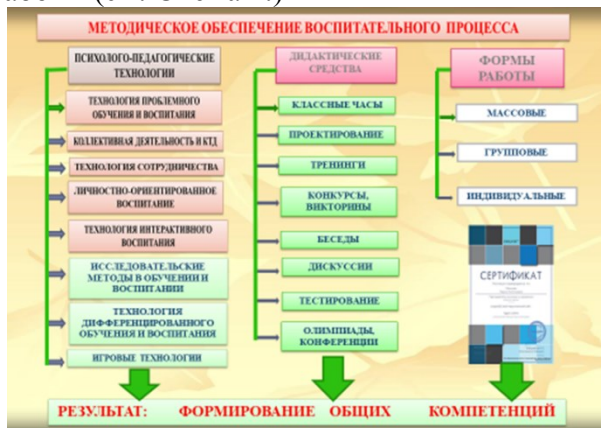 МЕТОДИЧЕСКОЕ ОБЕСПЕЧЕНИЕ ВОСПИТАТЕЛЬНОГО ПРОЦЕССА
ПСИХОЛОГО-ПЕДАГОГИЧЕСКИЕ
ТЕХНОЛОГИИ
ТЕХНОЛОГИЯ ПРОБЛЕМНОГО
ОБУЧЕНИЯ И ВОСПИТАНИЯ
КОЛЛЕКТИВНАЯ ДЕЯТЕЛЬНОСТЬ И КТД
ТЕХНОЛОГИЯ СОТРУДНИЧЕСТВА
ЛИЧНОСТНО-ОРИЕНТИРОВАННОЕ
ВОСПИТАНИЕ
ТЕХНОЛОГИЯ ИНТЕРАКТИВНОГО
ВОСПИТАНИЯ
ИССЛЕДОВАТЕЛЬСКИЕ
МЕТОДЫ В ОБУЧЕНИИ И
ВОСПИТАНИИ
ТЕХНОЛОГИЯ
ДИФФЕРЕНЦИРОВАННОГО
ОБУЧЕНИЯ И ВОСПИТАНИЯ
ИГРОВЫЕ ТЕХНОЛОГИИ
ДИДАКТИЧЕСКИЕ
СРЕДСТВА
КЛАССНЫЕ ЧАСЫ
ПРОЕКТИРОВАНИЕ
ТРЕНИНГИ
КОНКУРСЫ,
ВИКТОРИНЫ
БЕСЕДЫ
ДИСКУССИИ
ТЕСТИРОВАНИЕ
ОЛИМПИАДЫ,
КОНФЕРЕНЦИИ
ФОРМЫ
РАБОТЫ
МАССОВЫЕ
ГРУППОВЫЕ
ИНДИВИДУАЛЬНЫЕ
СЕРТИФИКАТ
РЕЗУЛЬТАТ: ФОРМИРОВАНИЕ ОБЩИХ КОМПЕТЕНЦИЙ